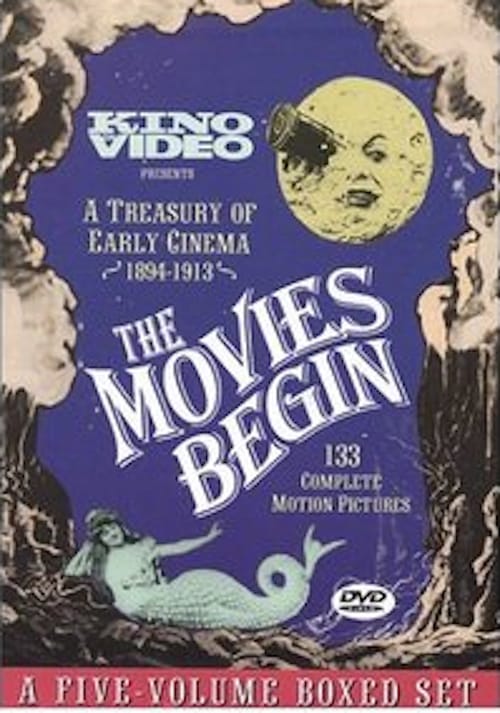 KINO
VIDEO
PRESENTS
A TREASURY OF
EARLY CINEMA
1894-1913
THE
MOVIES
BEGIN
133
COMPLETE
MOTION PICTURES
DVD
A FIVE-VOLUME BOXED SET